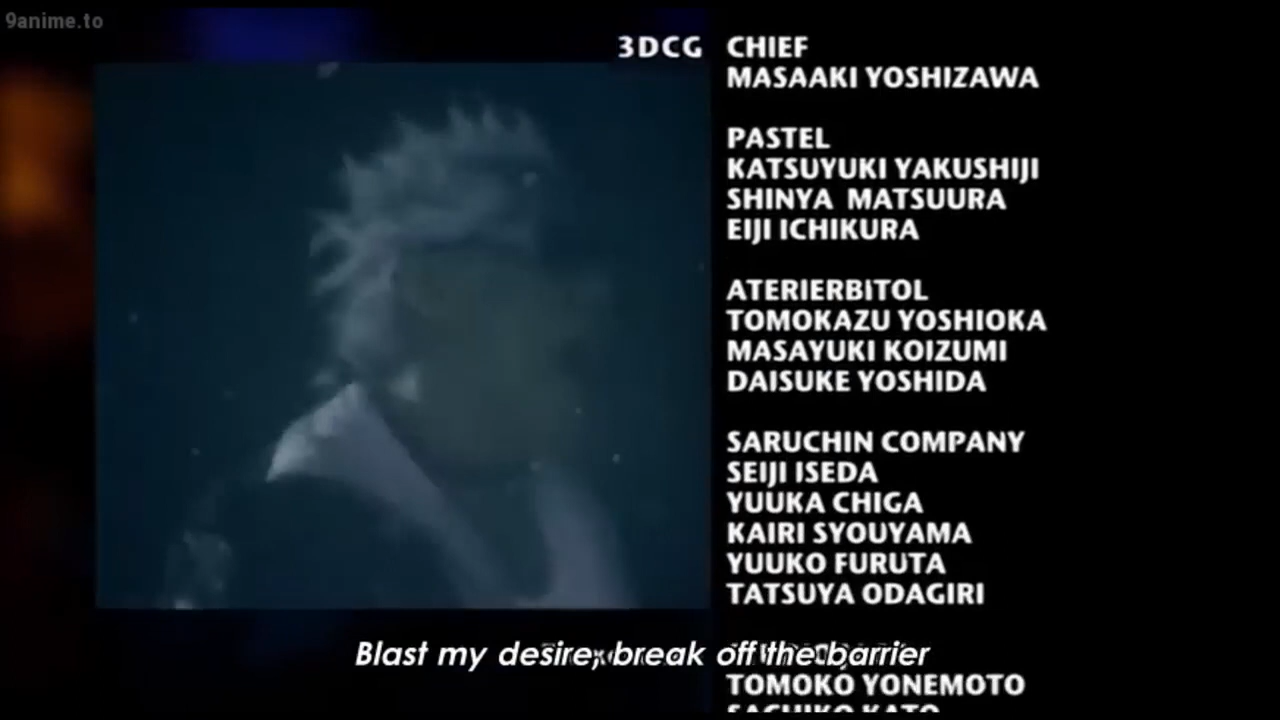 9anime.to
3DCG CHIEF
MASAAKI YOSHIZAWA
PASTEL
KATSUYUKI YAKUSHIJI
SHINYA MATSUURA
EIJI ICHIKURA
ATERIERBITOL
TOMOKAZU YOSHIOKA
MASAYUKI KOIZUMI
DAISUKE YOSHIDA
SARUCHIN COMPANY
SEIJI ISEDA
YUUKA CHIGA
KAIRI SYOUYAMA
YUUKO FURUTA
TATSUYA ODAGIRI
Blast my desire, break off the barrier
TOMOKO YONEMOTO
SACHIKO KATO